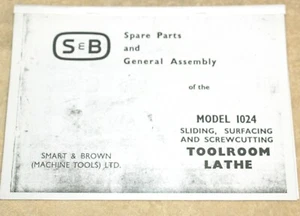 SEB
Spare Parts
and
General Assembly
of the
MODEL 1024
SLIDING, SURFACING
AND SCREWCUTTING
TOOLROOM
LATHE
SMART & BROWN
(MACHINE TOOLS) LTD.